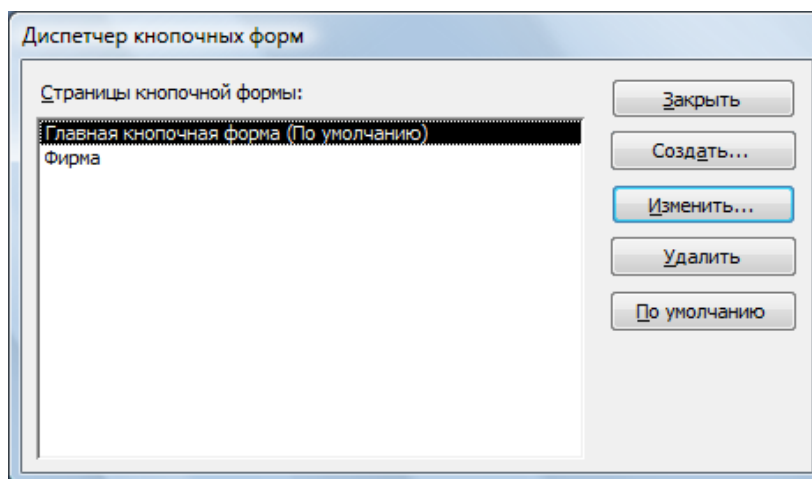 Диспетчер кнопочных форм
Страницы кнопочной формы:
Главная кнопочная форма (По умолчанию)
Фирма
Закрыть
Создать...
Изменить...
Удалить
По умолчанию